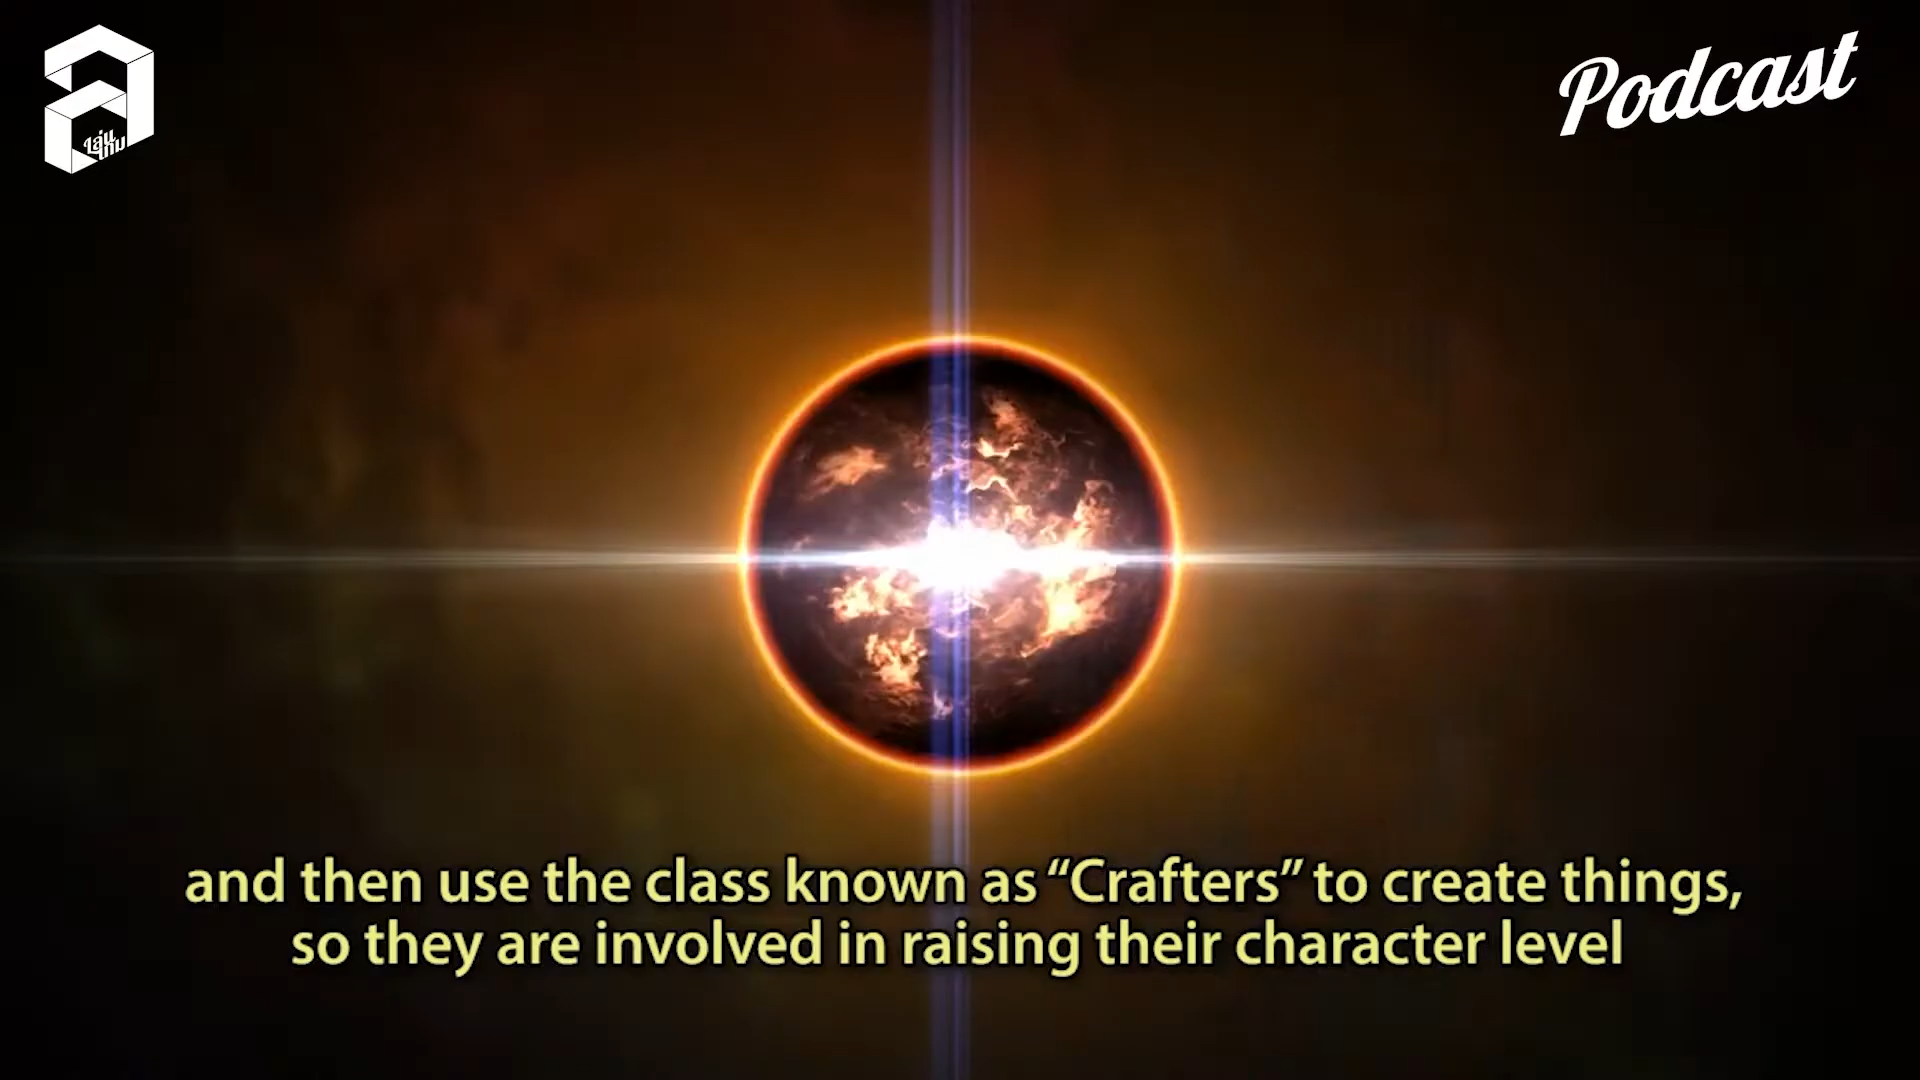 Podcast
and then use the class known as “Crafters” to create things,
so they are involved in raising their character level